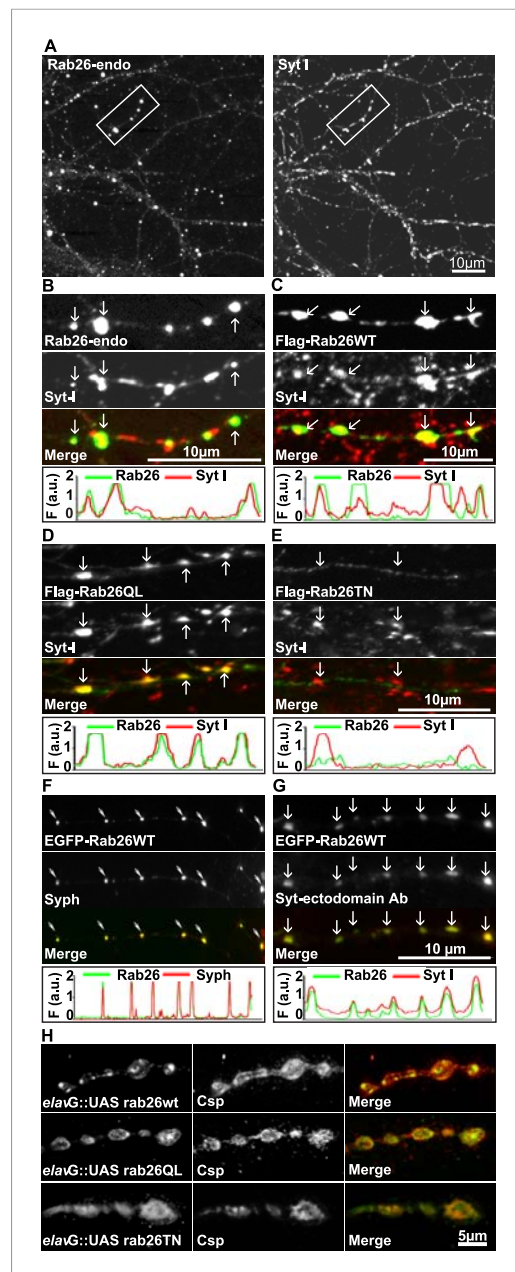 A
Rab26-endo
Syt I
10µm
B
Rab26-endo
Syt-I
Merge
10µm
F (a.u.)
2
1
0
Rab26
Syt I
C
Flag-Rab26WT
Syt-I
Merge
10µm
F (a.u.)
2
1
0
Rab26
Syt I
D
Flag-Rab26QL
Syt-I
Merge
F (a.u.)
2
1
0
Rab26
Syt I
E
Flag-Rab26TN
Syt-I
Merge
10µm
F (a.u.)
2
1
0
Rab26
Syt I
F
EGFP-Rab26WT
Syph
Merge
F (a.u.)
2
1
0
Rab26
Syph
G
EGFP-Rab26WT
Syt-ectodomain Ab
Merge
10 µm
F (a.u.)
2
1
0
Rab26
Syt I
H
elavG::UAS rab26wt
Csp
Merge
elavG::UAS rab26QL
Csp
Merge
elavG::UAS rab26TN
Csp
Merge
5µm